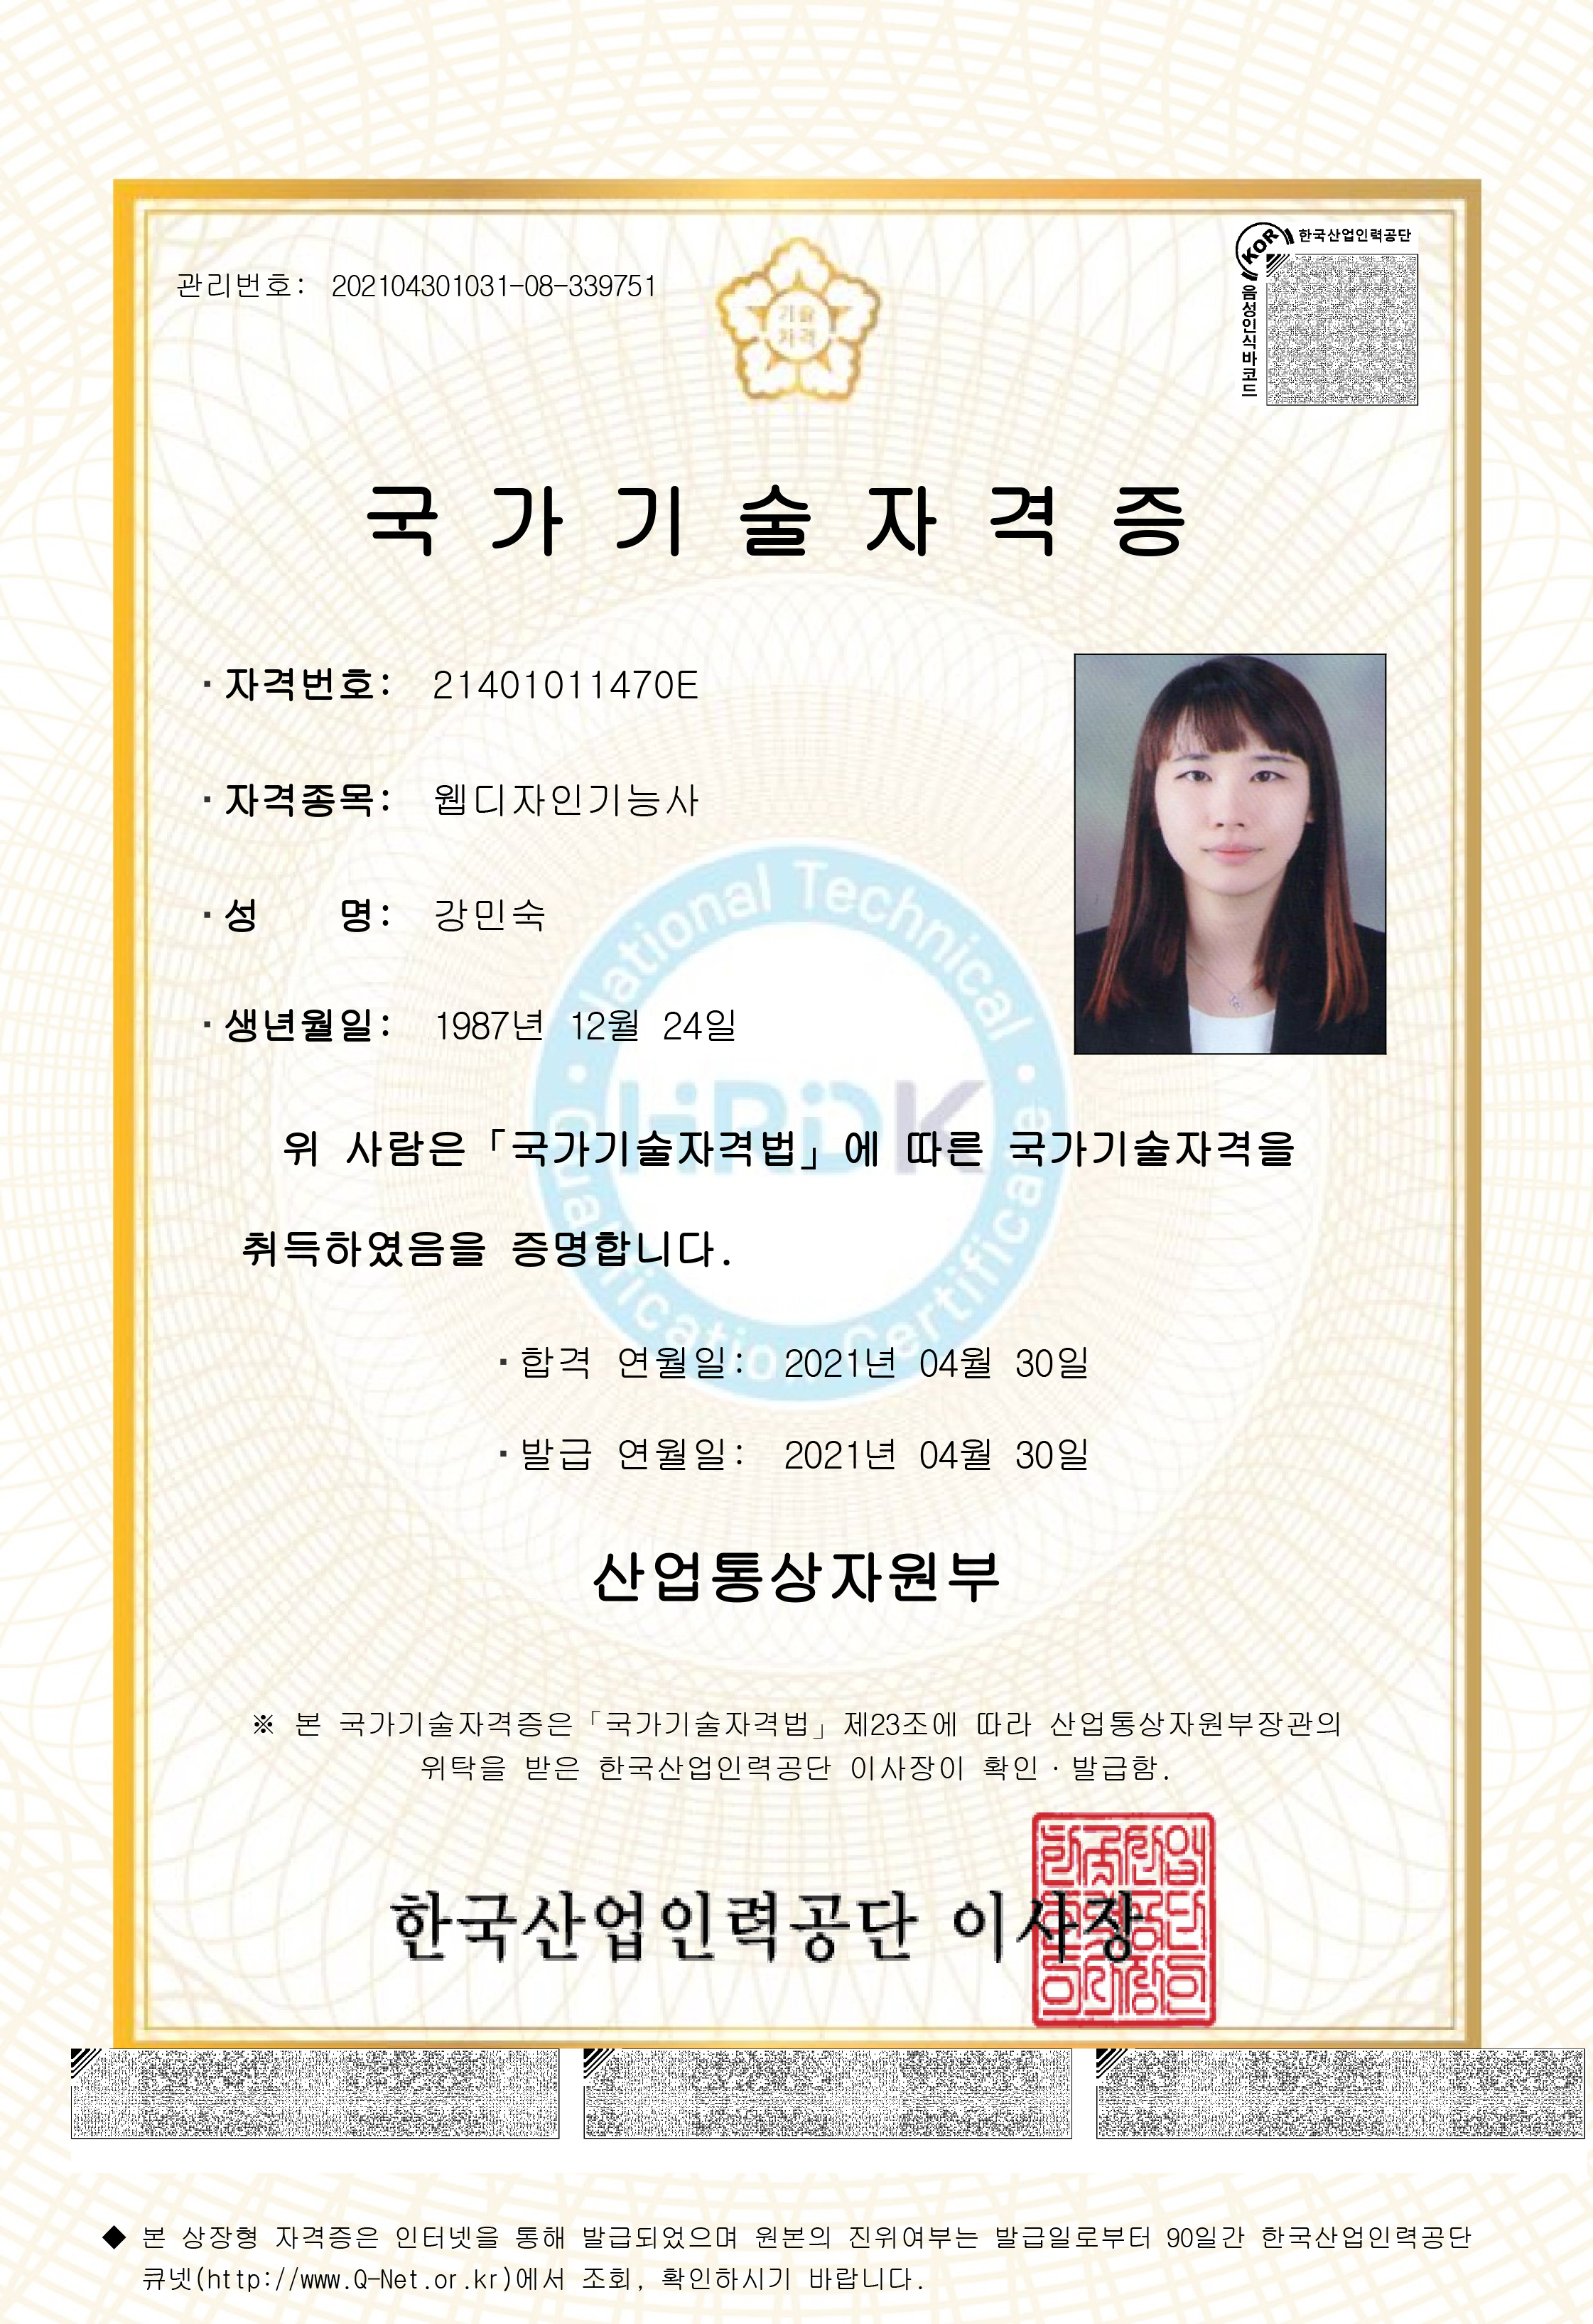 관리번호: 202104301031-08-339751
기술
자격
KOR 한국산업인력공단
음성인식바코드
국가기술자격증
· 자격번호: 21401011470E
· 자격종목: 웹디자인기능사
· 성 명: 강민숙
· 생년월일: 1987년 12월 24일
National Technical Qualification Certificate
HRDK
위 사람은「국가기술자격법」에 따른 국가기술자격을
취득하였음을 증명합니다.
· 합격 연월일: 2021년 04월 30일
· 발급 연월일: 2021년 04월 30일
산업통상자원부
※ 본 국가기술자격증은「국가기술자격법」제23조에 따라 산업통상자원부장관의
위탁을 받은 한국산업인력공단 이사장이 확인·발급함.
한국산업인력공단 이사장
◆ 본 상장형 자격증은 인터넷을 통해 발급되었으며 원본의 진위여부는 발급일로부터 90일간 한국산업인력공단
큐넷(http://www.Q-Net.or.kr)에서 조회, 확인하시기 바랍니다.